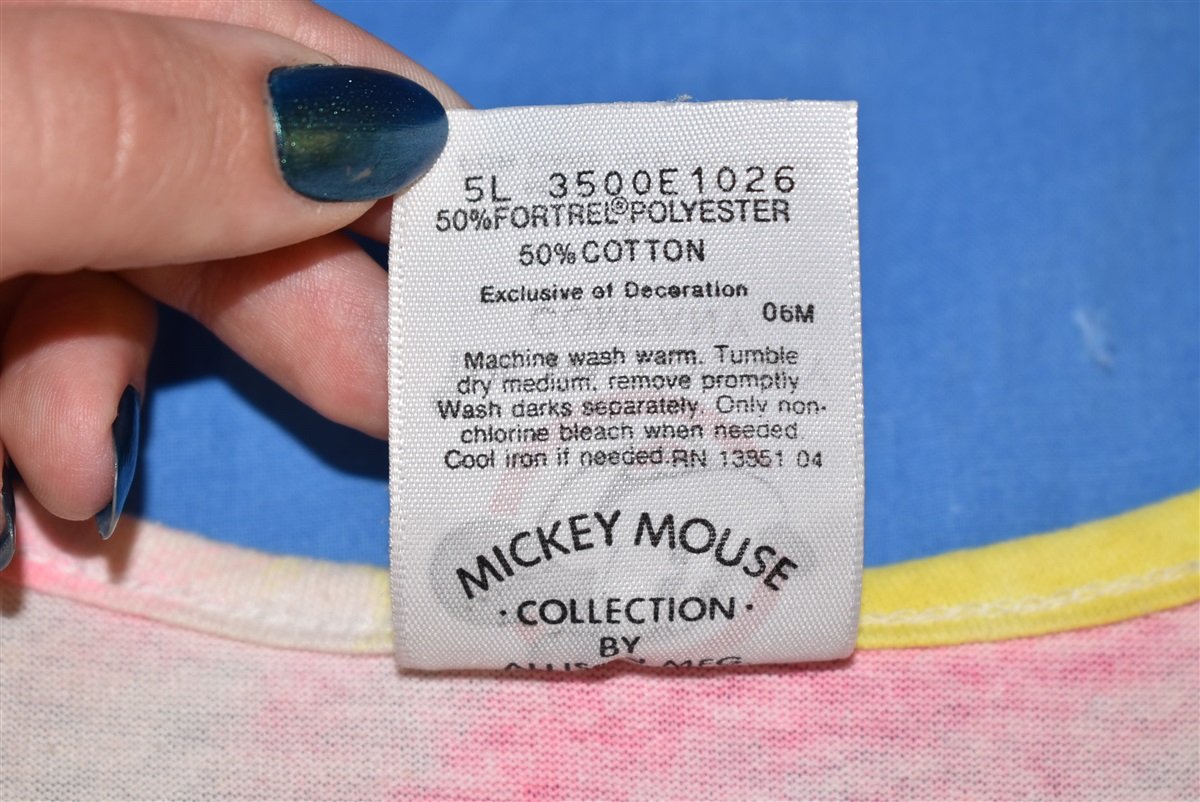 5L 3500E1026
50%FORTREL®POLYESTER
50%COTTON
Exclusive of Decoration
06M
Machine wash warm. Tumble
dry medium, remove promptly
Wash darks separately. Only non-
chlorine bleach when needed
Cool iron if needed. RN 13851 04
MICKEY MOUSE
· COLLECTION ·
BY
MFG